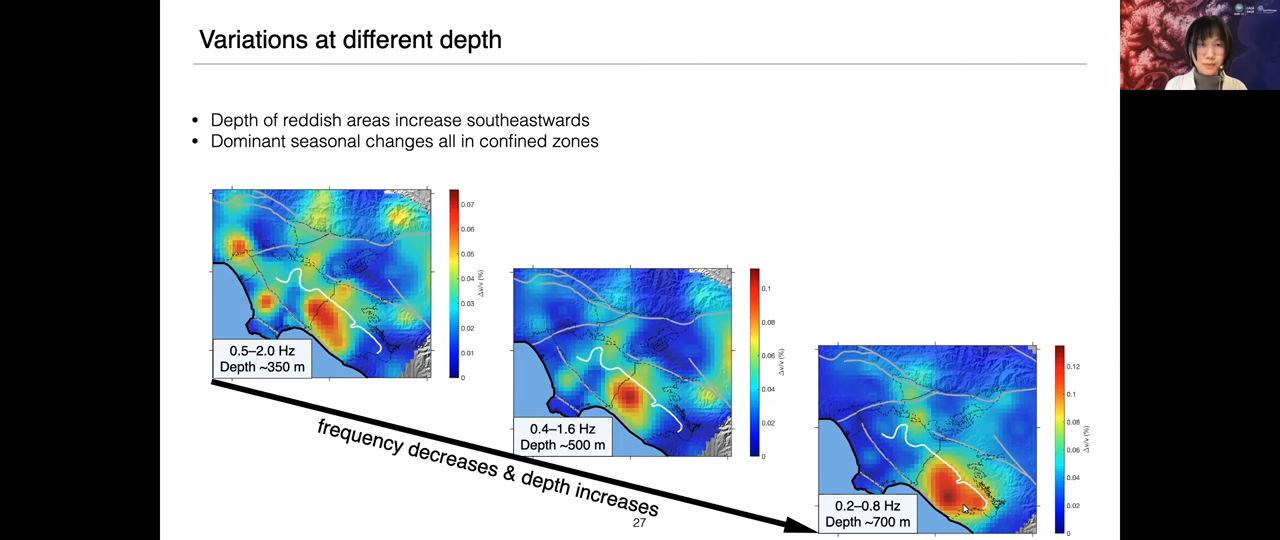 Variations at different depth
• Depth of reddish areas increase southeastwards
• Dominant seasonal changes all in confined zones
0.07
0.06
0.05
0.04
0.03
0.02
0.01
0
Δv/v (%)
0.5–2.0 Hz
Depth ~350 m
0.1
0.08
0.06
0.04
0.02
0
Δv/v (%)
0.4–1.6 Hz
Depth ~500 m
0.12
0.1
0.08
0.06
0.04
0.02
0
Δv/v (%)
0.2–0.8 Hz
Depth ~700 m
frequency decreases & depth increases
27